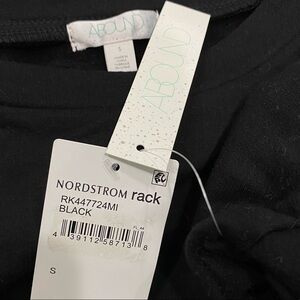 ABOUND
S
ABOUND
NORDSTROM rack
RK447724MI
BLACK
4 39112 58713 8
S